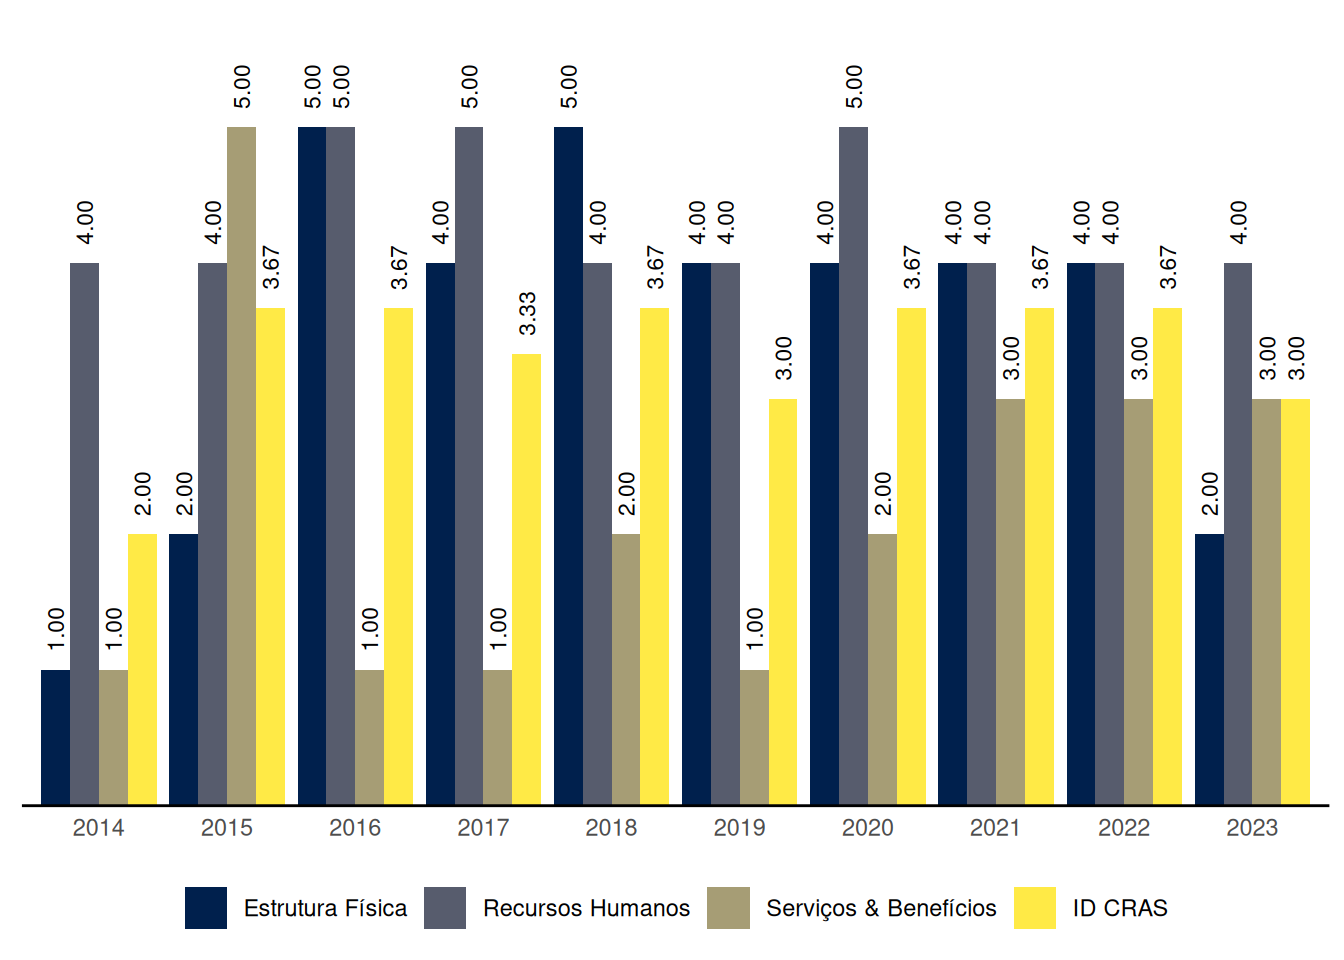 1.00 4.00 1.00 2.00
2.00 4.00 5.00 3.67
5.00 5.00 1.00 3.67
4.00 5.00 1.00 3.33
5.00 4.00 2.00 3.67
4.00 4.00 1.00 3.00
4.00 5.00 2.00 3.67
4.00 4.00 3.00 3.67
4.00 4.00 3.00 3.67
2.00 4.00 3.00 3.00
2014 2015 2016 2017 2018 2019 2020 2021 2022 2023
Estrutura Física Recursos Humanos Serviços & Benefícios ID CRAS